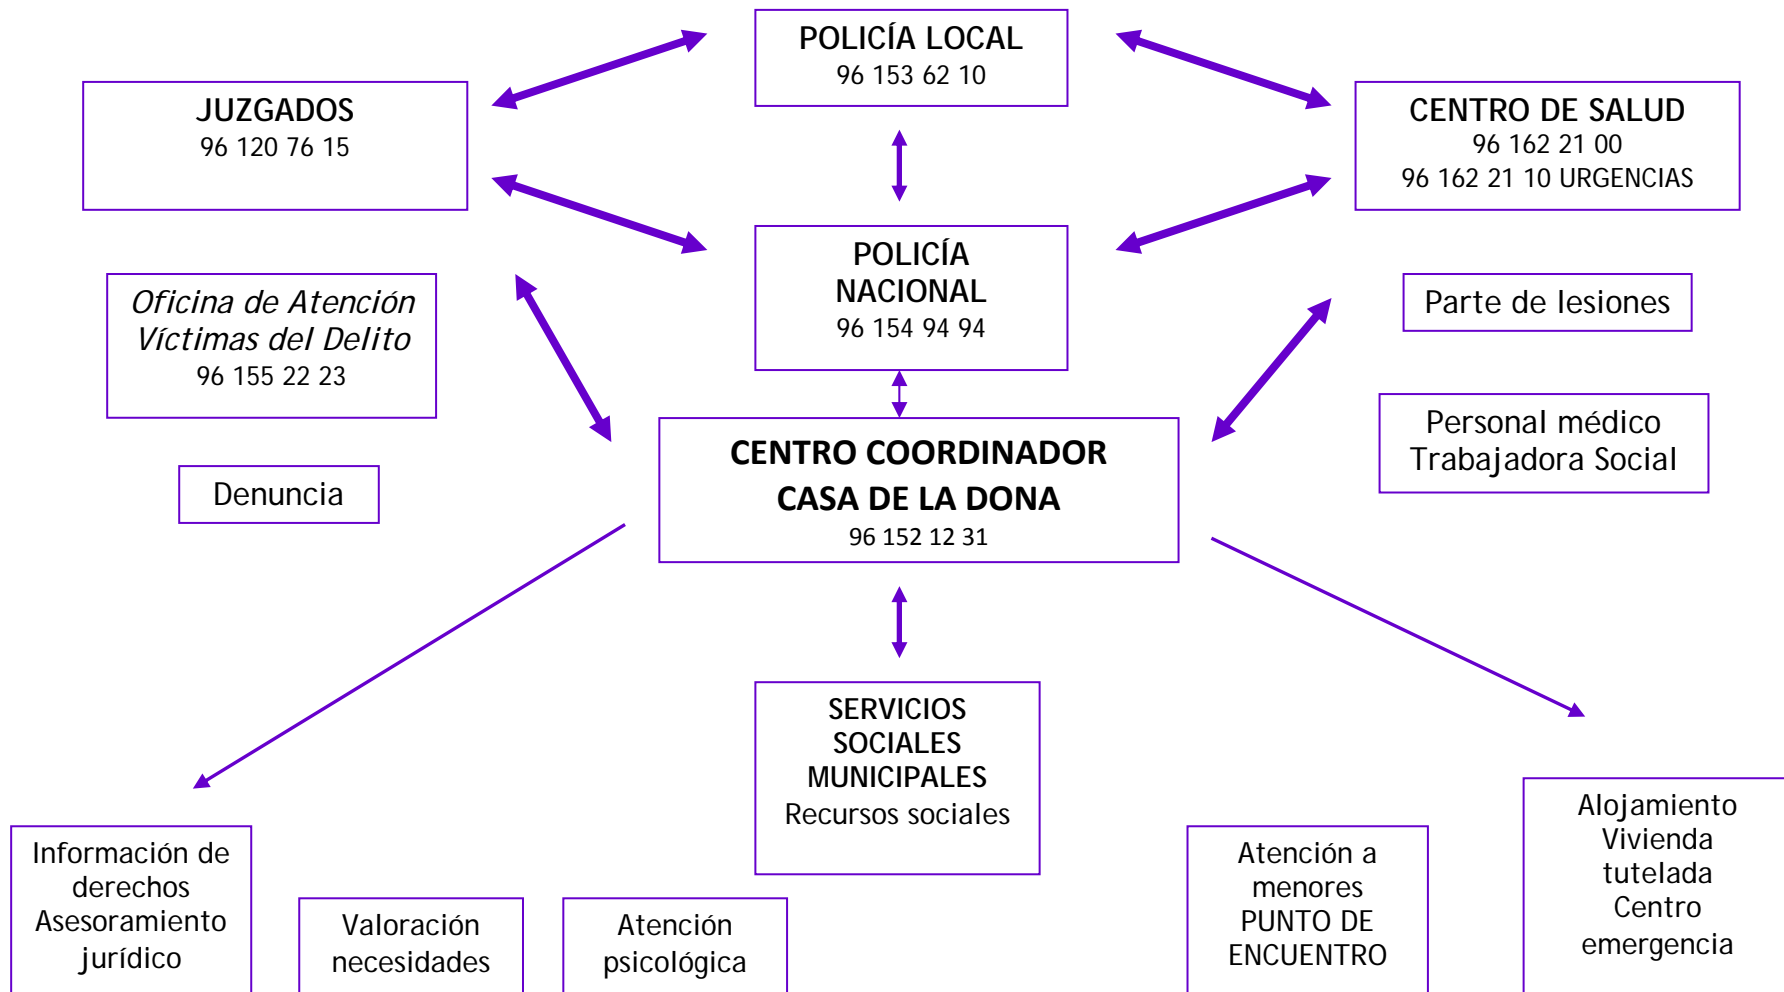 POLICÍA LOCAL
96 153 62 10
JUZGADOS
96 120 76 15
CENTRO DE SALUD
96 162 21 00
96 162 21 10 URGENCIAS
POLICÍA
NACIONAL
96 154 94 94
Oficina de Atención
Víctimas del Delito
96 155 22 23
Parte de lesiones
Personal médico
Trabajadora Social
Denuncia
CENTRO COORDINADOR
CASA DE LA DONA
96 152 12 31
SERVICIOS
SOCIALES
MUNICIPALES
Recursos sociales
Información de
derechos
Asesoramiento
jurídico
Valoración
necesidades
Atención
psicológica
Atención a
menores
PUNTO DE
ENCUENTRO
Alojamiento
Vivienda
tutelada
Centro
emergencia